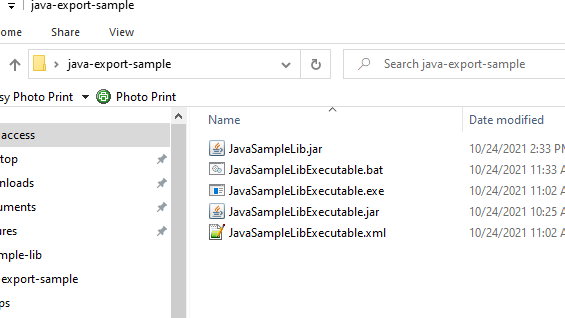 java-export-sample
Home Share View
java-export-sample Search java-export-sample
sy Photo Print Photo Print
access
top
nloads
uments
ures
mple-lib
export-sample
ps
Name Date modified
JavaSampleLib.jar 10/24/2021 2:33 PM
JavaSampleLibExecutable.bat 10/24/2021 11:33 A
JavaSampleLibExecutable.exe 10/24/2021 11:02 A
JavaSampleLibExecutable.jar 10/24/2021 10:25 A
JavaSampleLibExecutable.xml 10/24/2021 11:02 A